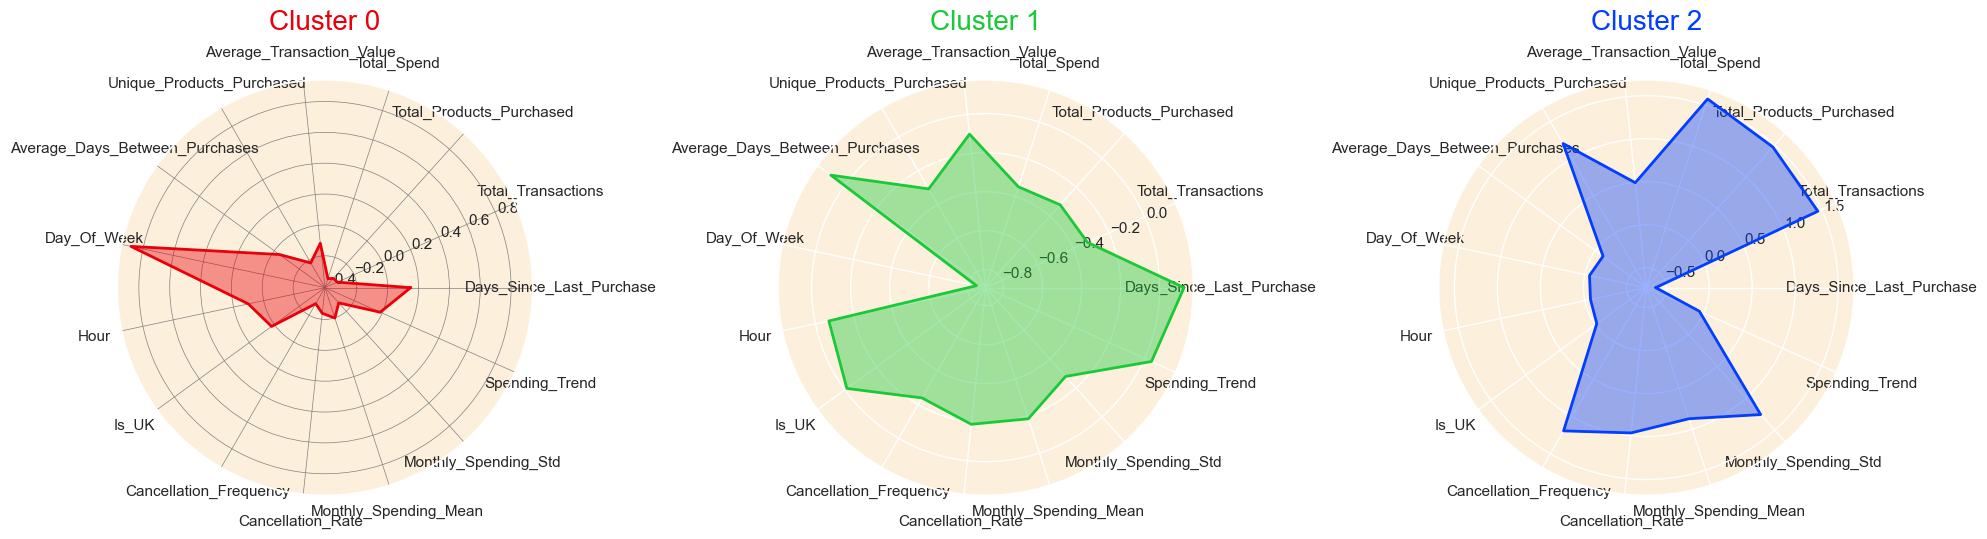 Cluster 0
Average_Transaction_Value
Total_Spend
Unique_Products_Purchased
Total_Products_Purchased
Average_Days_Between_Purchases
Total_Transactions
0.8
0.6
0.4
0.2
0.0
−0.2
Day_Of_Week
Days_Since_Last_Purchase
Hour
Spending_Trend
Is_UK
Monthly_Spending_Std
Cancellation_Frequency
Monthly_Spending_Mean
Cancellation_Rate
Cluster 1
Average_Transaction_Value
Total_Spend
Unique_Products_Purchased
Total_Products_Purchased
Average_Days_Between_Purchases
Total_Transactions
0.0
−0.2
−0.4
−0.6
−0.8
Day_Of_Week
Days_Since_Last_Purchase
Hour
Spending_Trend
Is_UK
Monthly_Spending_Std
Cancellation_Frequency
Monthly_Spending_Mean
Cancellation_Rate
Cluster 2
Average_Transaction_Value
Total_Spend
Unique_Products_Purchased
Total_Products_Purchased
Average_Days_Between_Purchases
Total_Transactions
1.5
1.0
0.5
0.0
−0.5
Day_Of_Week
Days_Since_Last_Purchase
Hour
Spending_Trend
Is_UK
Monthly_Spending_Std
Cancellation_Frequency
Monthly_Spending_Mean
Cancellation_Rate